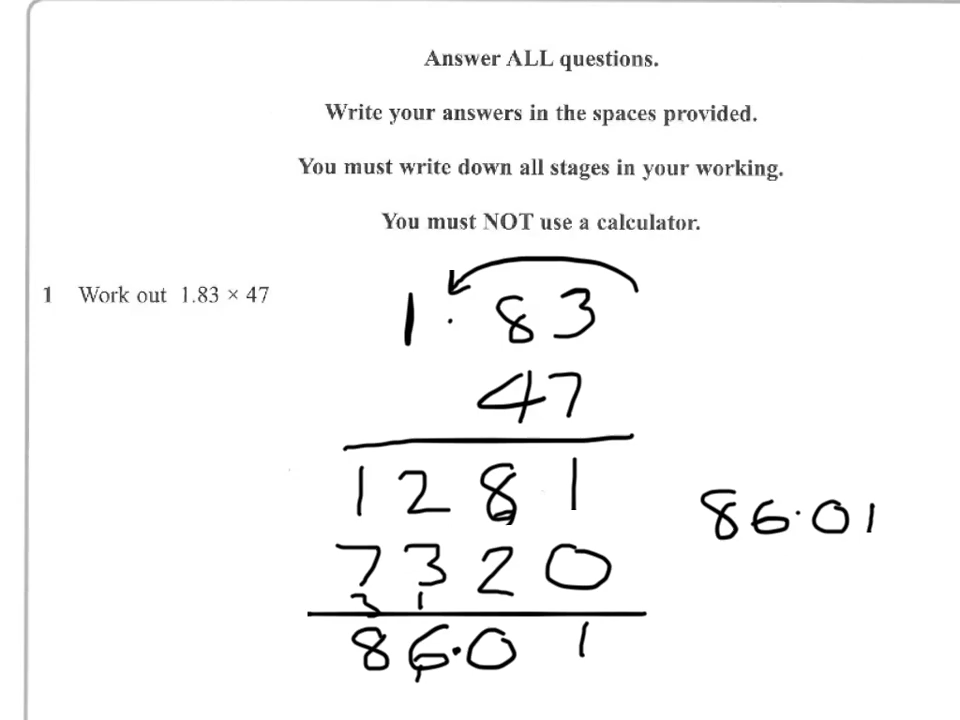 Answer ALL questions.
Write your answers in the spaces provided.
You must write down all stages in your working.
You must NOT use a calculator.
1 Work out 1.83 × 47
1.83
47
1281
86.01
7320
3 1
86.01
1